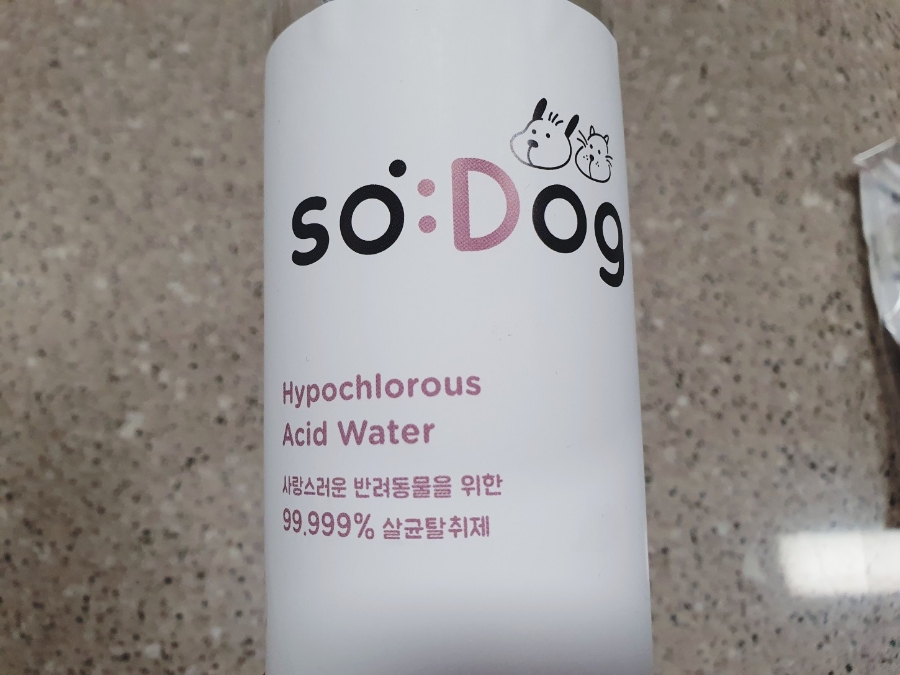 so:Dog
Hypochlorous
Acid Water
사랑스러운 반려동물을 위한
99.999% 살균탈취제